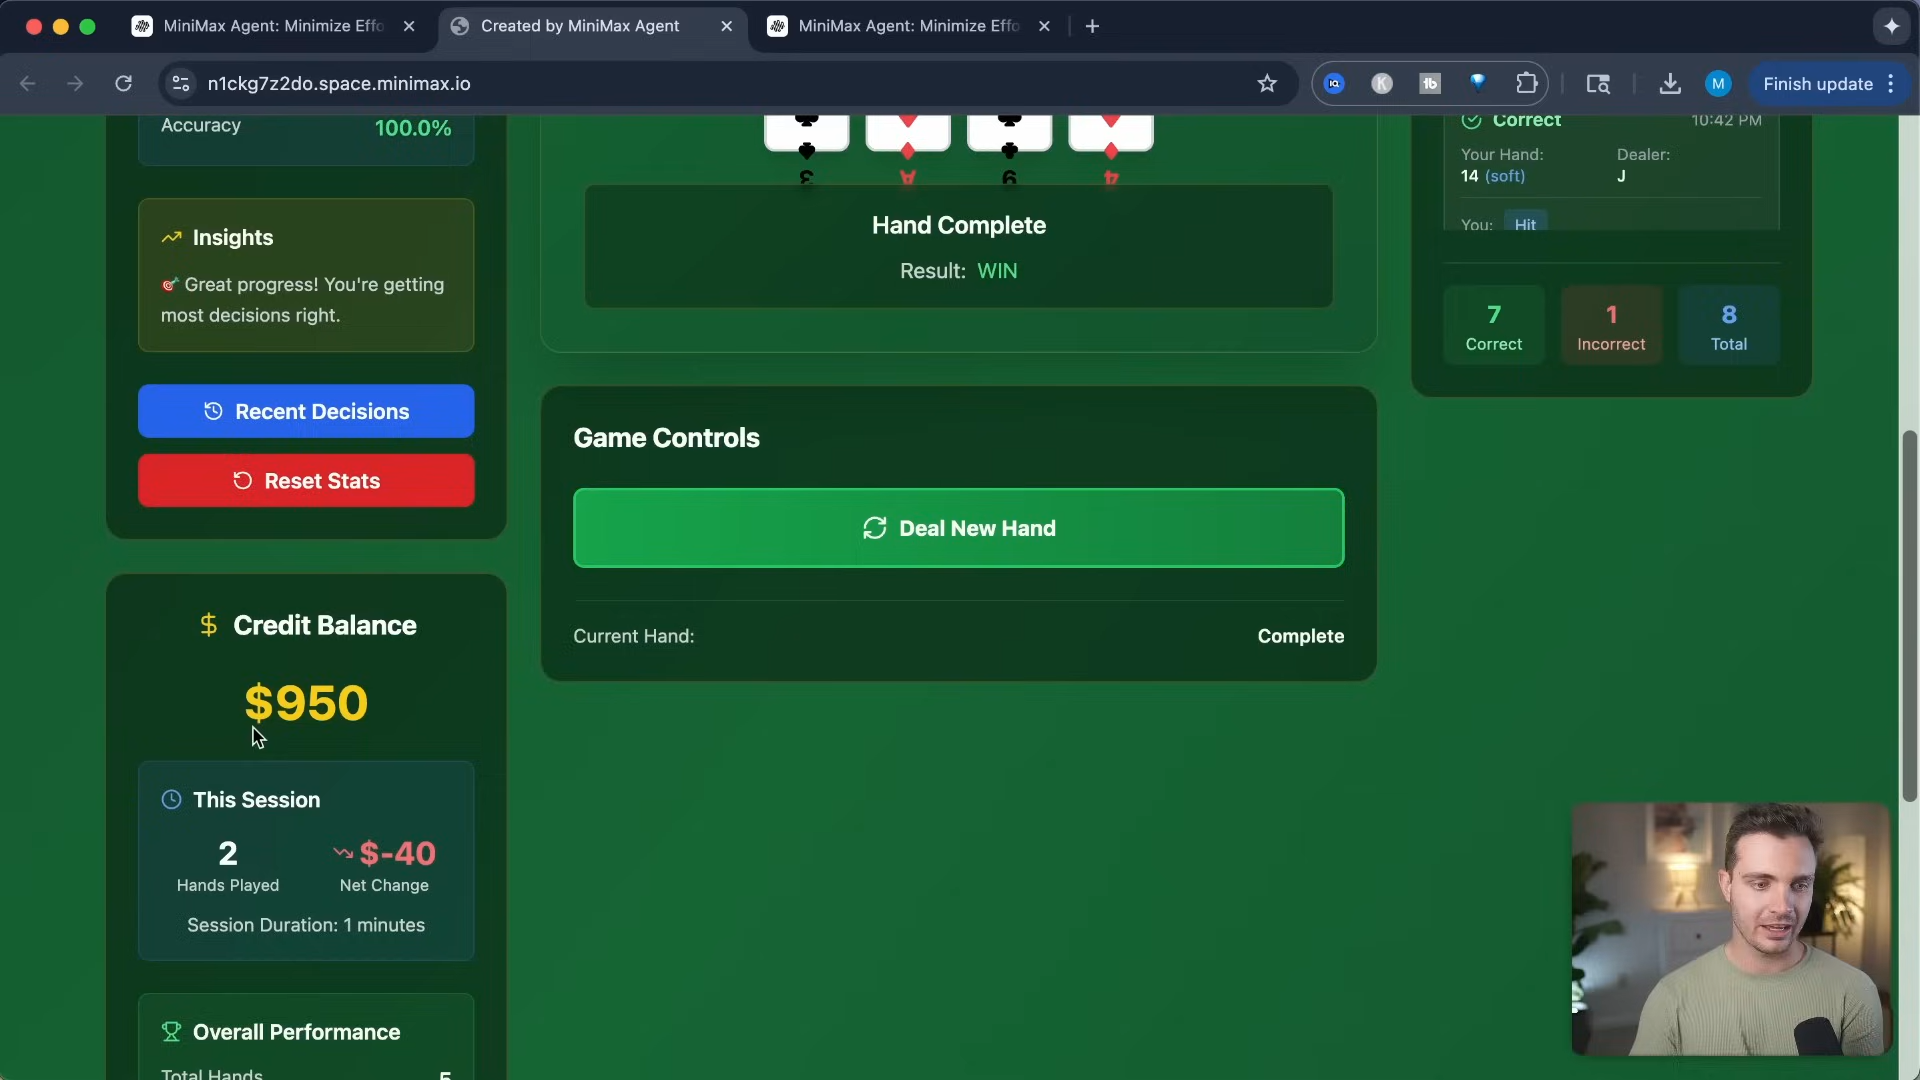 MiniMax Agent: Minimize Effo
Created by MiniMax Agent
MiniMax Agent: Minimize Effo
n1ckg7z2do.space.minimax.io
M
Finish update
Accuracy
100.0%
Insights
🎯 Great progress! You're getting
most decisions right.
Recent Decisions
Reset Stats
$ Credit Balance
$950
This Session
2
$-40
Hands Played
Net Change
Session Duration: 1 minutes
Overall Performance
Total Hands
5
3
A
9
4
Hand Complete
Result: WIN
Game Controls
Deal New Hand
Current Hand:
Complete
Correct
10:42 PM
Your Hand:
Dealer:
14 (soft)
J
You: Hit
7
1
8
Correct
Incorrect
Total